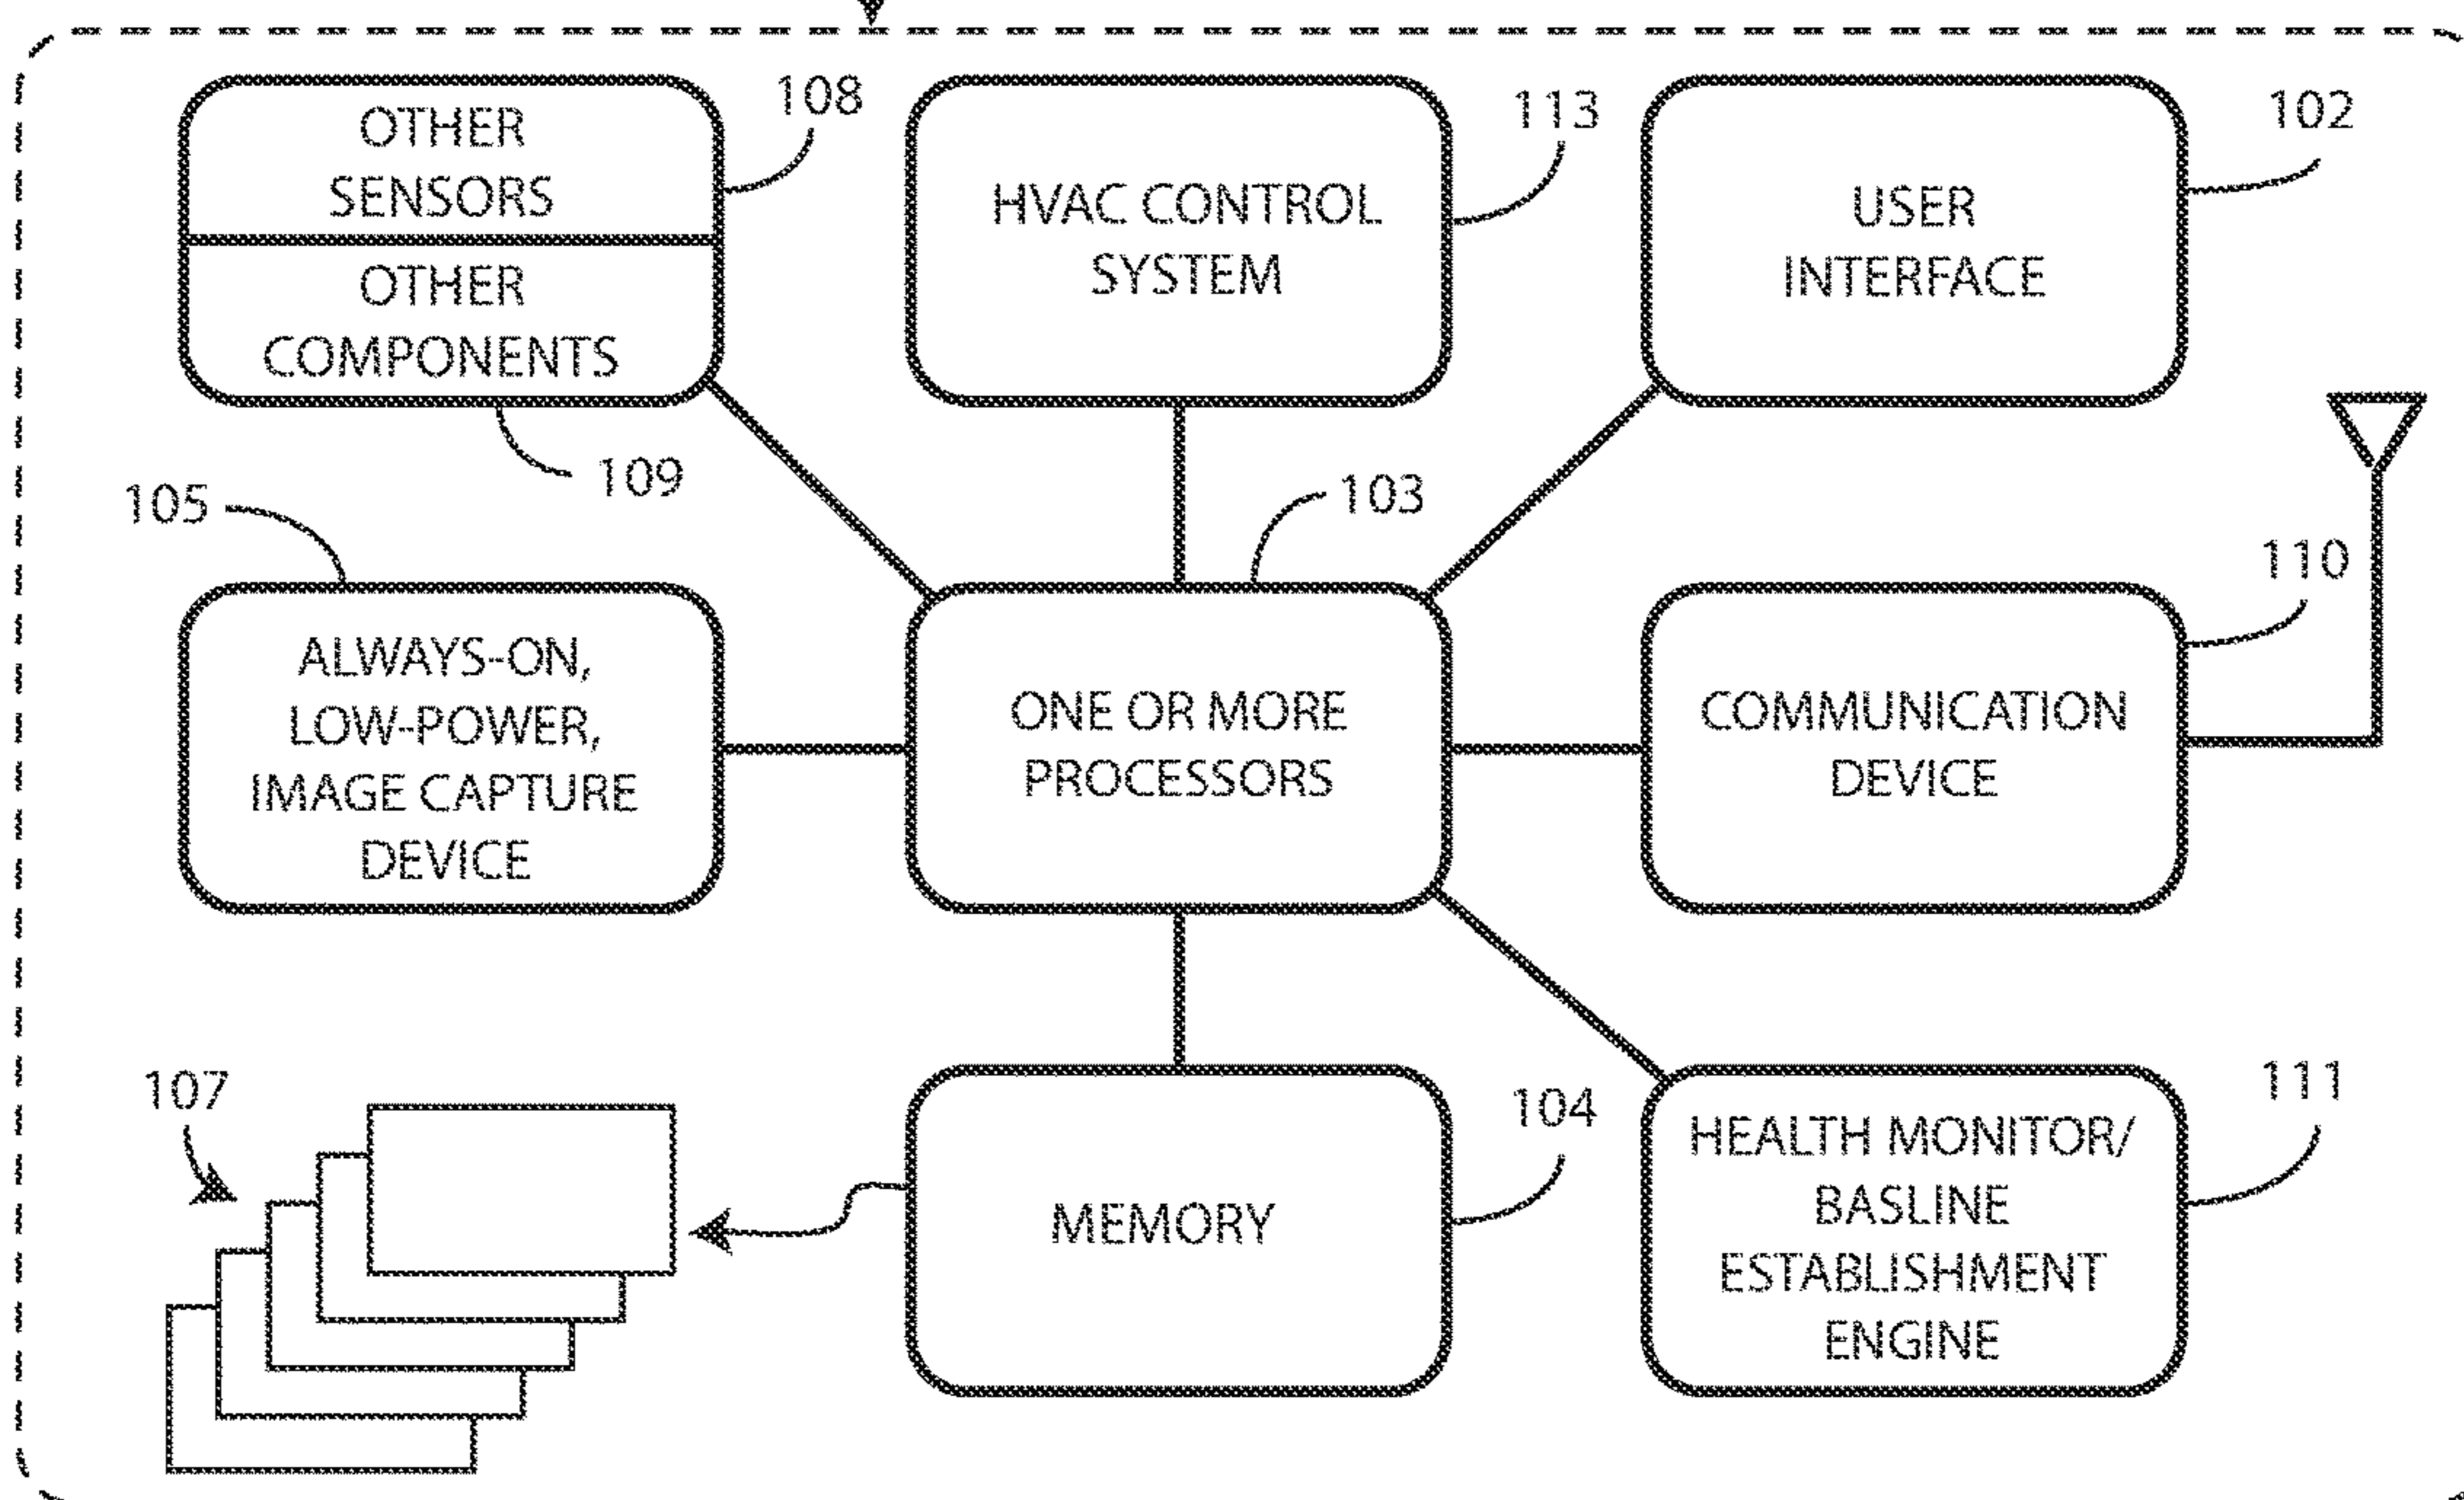 OTHER
SENSORS
108
OTHER
COMPONENTS
109
HVAC CONTROL
SYSTEM
113
USER
INTERFACE
102
105
ALWAYS-ON,
LOW-POWER,
IMAGE CAPTURE
DEVICE
103
ONE OR MORE
PROCESSORS
110
COMMUNICATION
DEVICE
107
MEMORY
104
HEALTH MONITOR/
BASLINE
ESTABLISHMENT
ENGINE
111